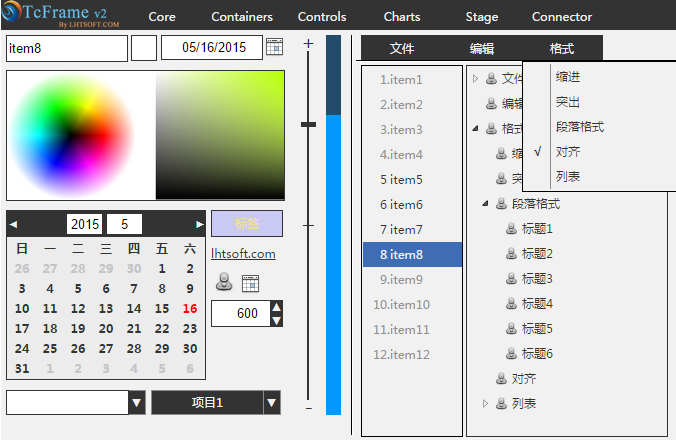 TcFrame v2
By LHTSOFT.COM
Core Containers Controls Charts Stage Connector
item8
05/16/2015
2015 5
日 一 二 三 四 五 六
26 27 28 29 30 1 2
3 4 5 6 7 8 9
10 11 12 13 14 15 16
17 18 19 20 21 22 23
24 25 26 27 28 29 30
31 1 2 3 4 5 6
标签
lhtsoft.com
600
项目1
+
-
文件 编辑 格式
1.item1
2.item2
3.item3
4.item4
5 item5
6 item6
7 item7
8 item8
9.item9
10.item10
11.item11
12.item12
文件
编辑
格式
缩
突
段落格式
标题1
标题2
标题3
标题4
标题5
标题6
对齐
列表
缩进
突出
段落格式
√ 对齐
列表